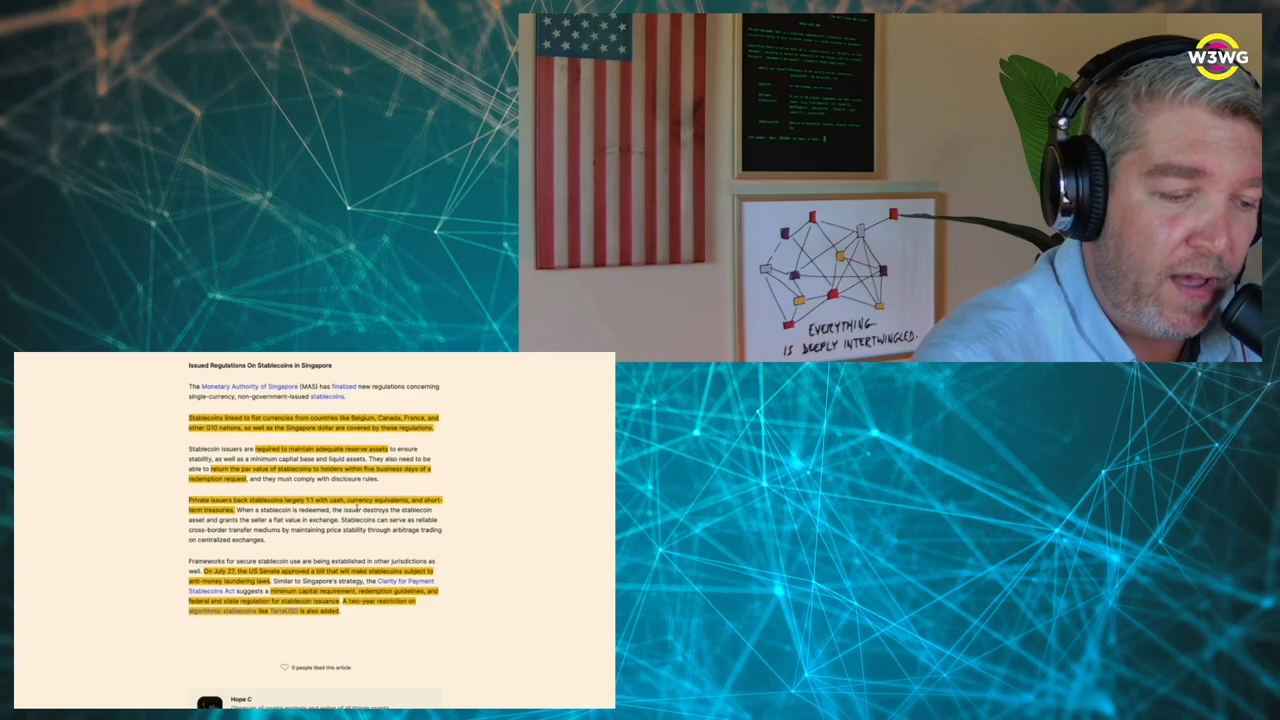 W3WG
EVERYTHING
IS DEEPLY INTERTWINGLED.
Issued Regulations On Stablecoins in Singapore
The Monetary Authority of Singapore (MAS) has finalized new regulations concerning
single-currency, non-government-issued stablecoins.
Stablecoins linked to fiat currencies from countries like Belgium, Canada, France, and
other G10 nations, as well as the Singapore dollar are covered by these regulations.
Stablecoin issuers are required to maintain adequate reserve assets to ensure
stability, as well as a minimum capital base and liquid assets. They also need to be
able to return the par value of stablecoins to holders within five business days of a
redemption request, and they must comply with disclosure rules.
Private issuers back stablecoins largely 1:1 with cash, currency equivalents, and short-
term treasuries. When a stablecoin is redeemed, the issuer destroys the stablecoin
asset and grants the seller a fiat value in exchange. Stablecoins can serve as reliable
cross-border transfer mediums by maintaining price stability through arbitrage trading
on centralized exchanges.
Frameworks for secure stablecoin use are being established in other jurisdictions as
well. On July 27, the US Senate approved a bill that will make stablecoins subject to
anti-money laundering laws. Similar to Singapore's strategy, the Clarity for Payment
Stablecoins Act suggests a minimum capital requirement, redemption guidelines, and
federal and state regulation for stablecoin issuance. A two-year restriction on
algorithmic stablecoins like TerraUSD is also added.
0 people liked this article
Hope C